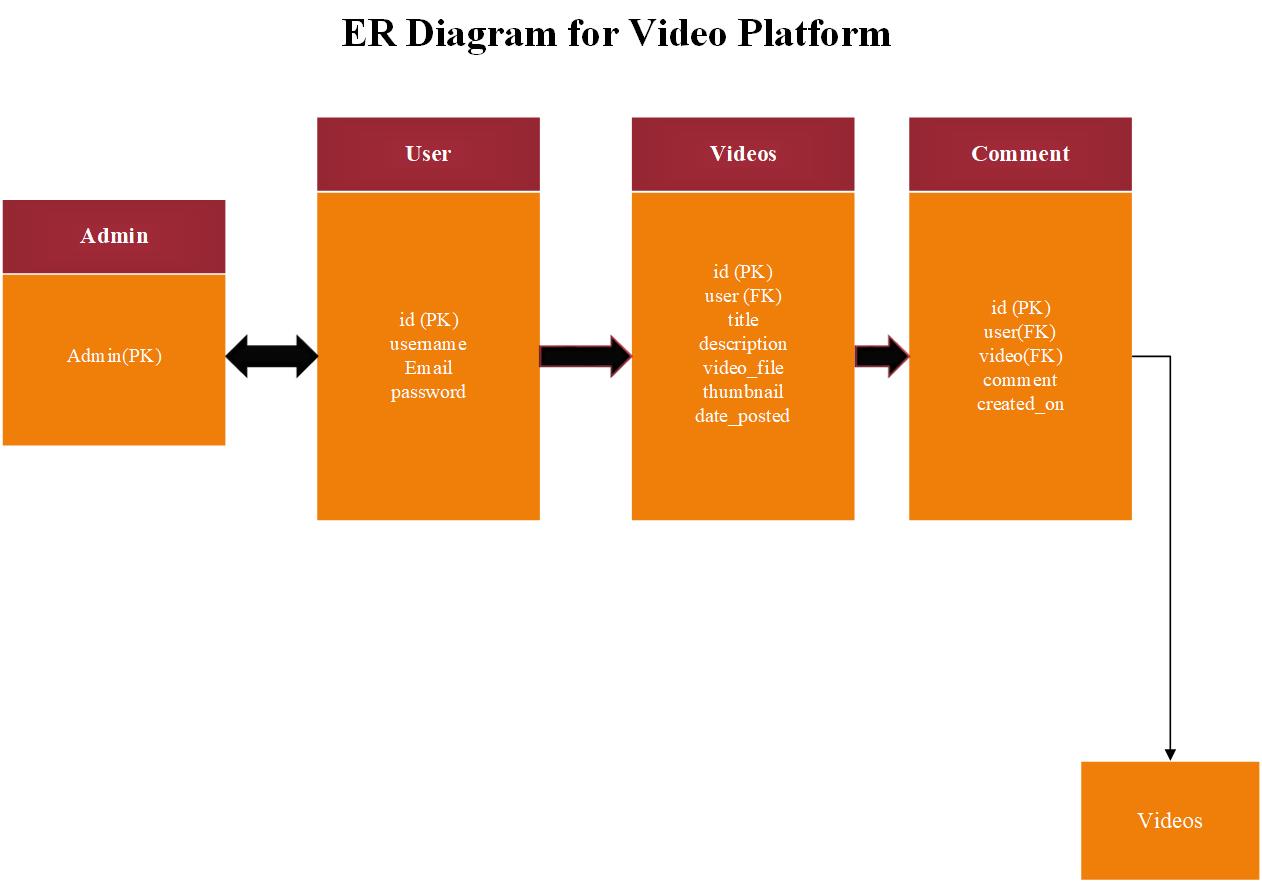 ER Diagram for Video Platform
Admin
Admin(PK)
User
id (PK)
username
Email
password
Videos
id (PK)
user (FK)
title
description
video_file
thumbnail
date_posted
Comment
id (PK)
user(FK)
video(FK)
comment
created_on
Videos